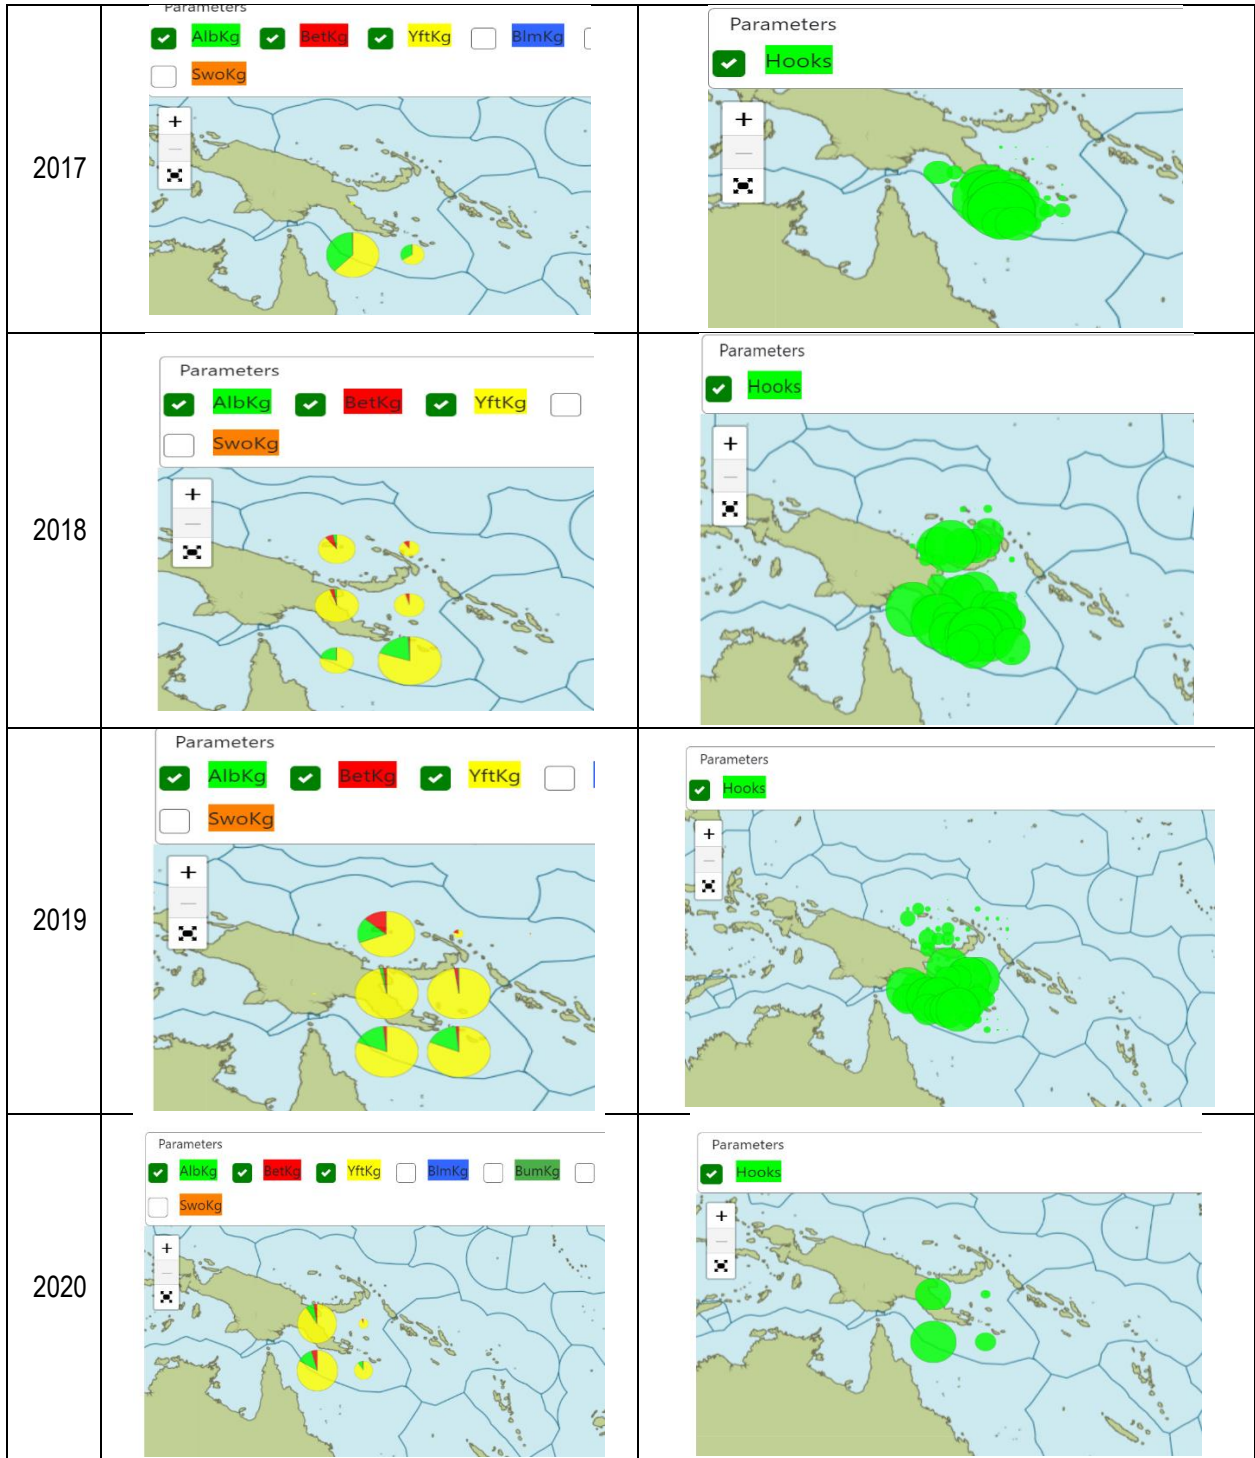 2017
Parameters
AlbKg BetKg YftKg BlmKg
SwoKg
+
−
Parameters
Hooks
+
−
2018
Parameters
AlbKg BetKg YftKg
SwoKg
+
−
Parameters
Hooks
+
−
2019
Parameters
AlbKg BetKg YftKg
SwoKg
+
−
Parameters
Hooks
+
−
2020
Parameters
AlbKg BetKg YftKg BlmKg BumKg
SwoKg
+
−
Parameters
Hooks
+
−